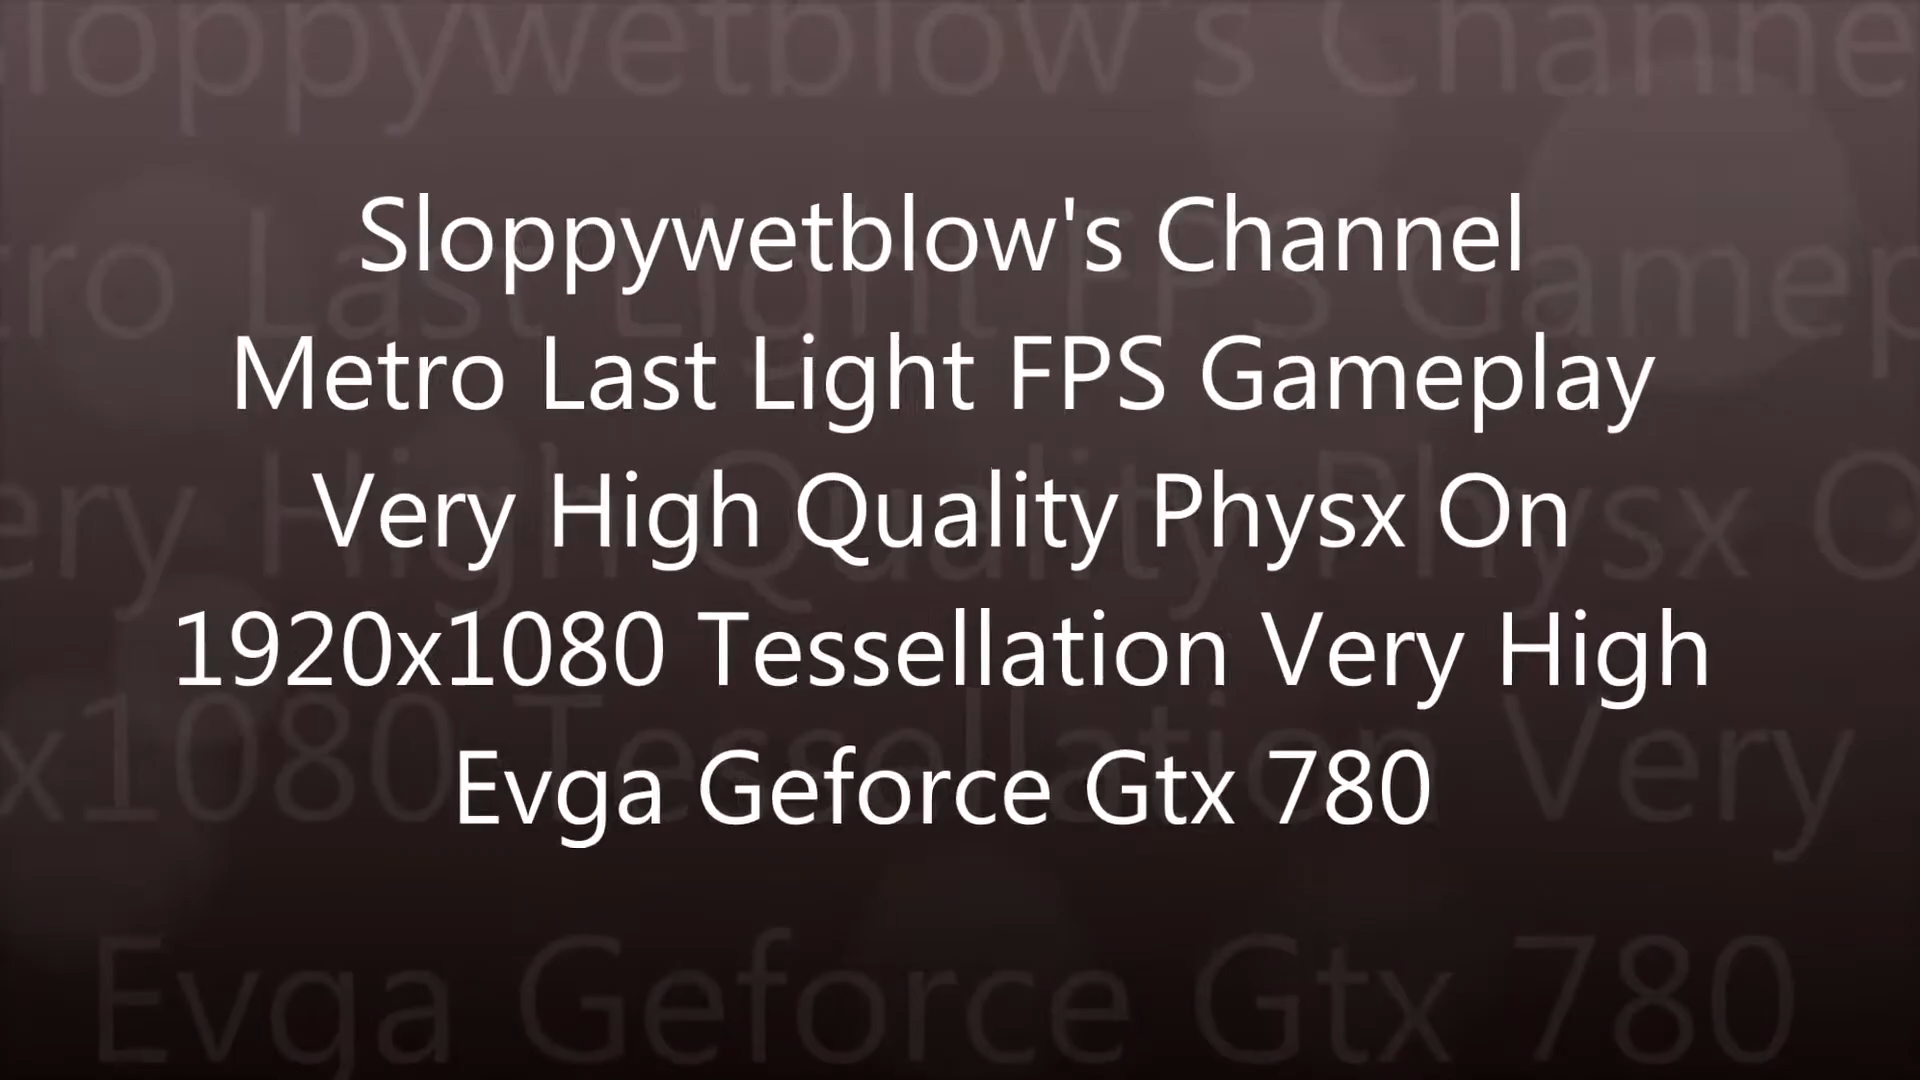 Sloppywetblow's Channel
Metro Last Light FPS Gameplay
Very High Quality Physx On
1920x1080 Tessellation Very High
Evga Geforce Gtx 780